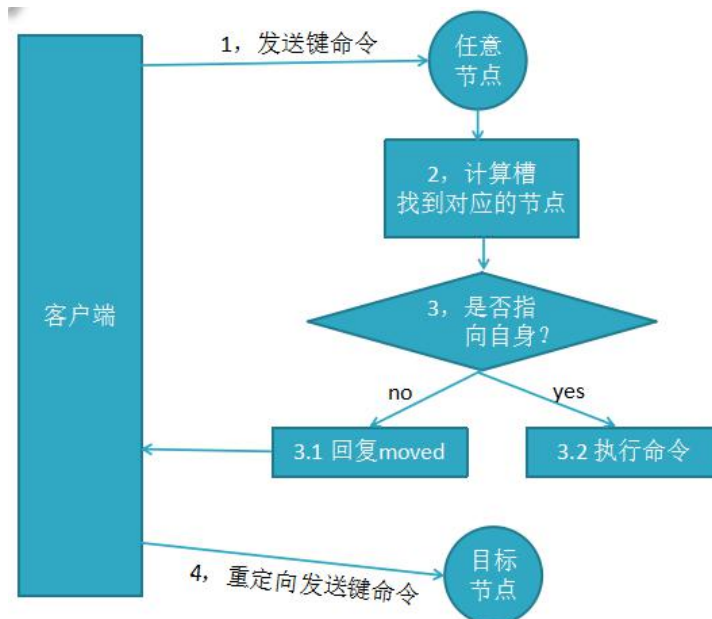 1，发送键命令
任意
节点
2，计算槽
找到对应的节点
3，是否指
向自身？
客户端
no
yes
3.1 回复moved
3.2 执行命令
4，重定向发送键命令
目标
节点